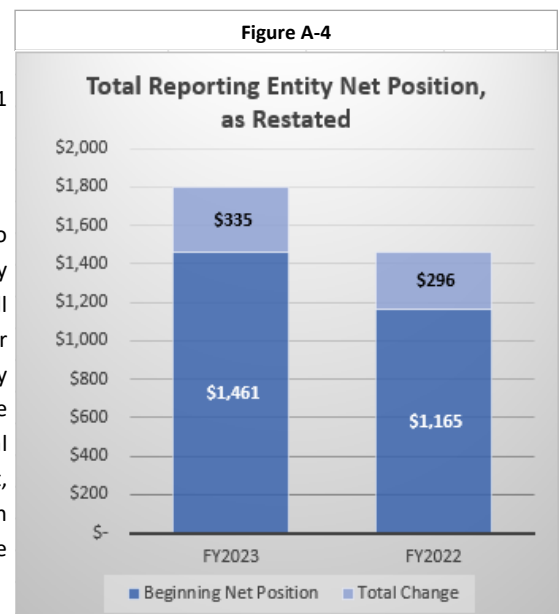 Figure A-4
Total Reporting Entity Net Position,
as Restated
$2,000
$1,800
$1,600
$1,400
$1,200
$1,000
$800
$600
$400
$200
$-
$335
$1,461
$296
$1,165
FY2023
FY2022
Beginning Net Position
Total Change